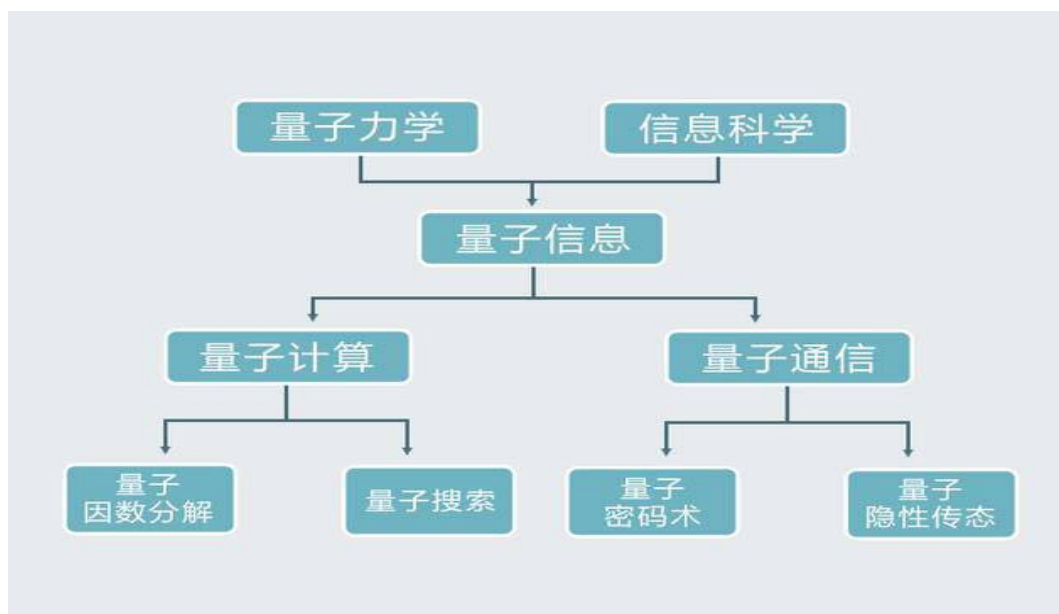 量子力学
信息科学
量子信息
量子计算
量子通信
量子
因数分解
量子搜索
量子
密码术
量子
隐性传态